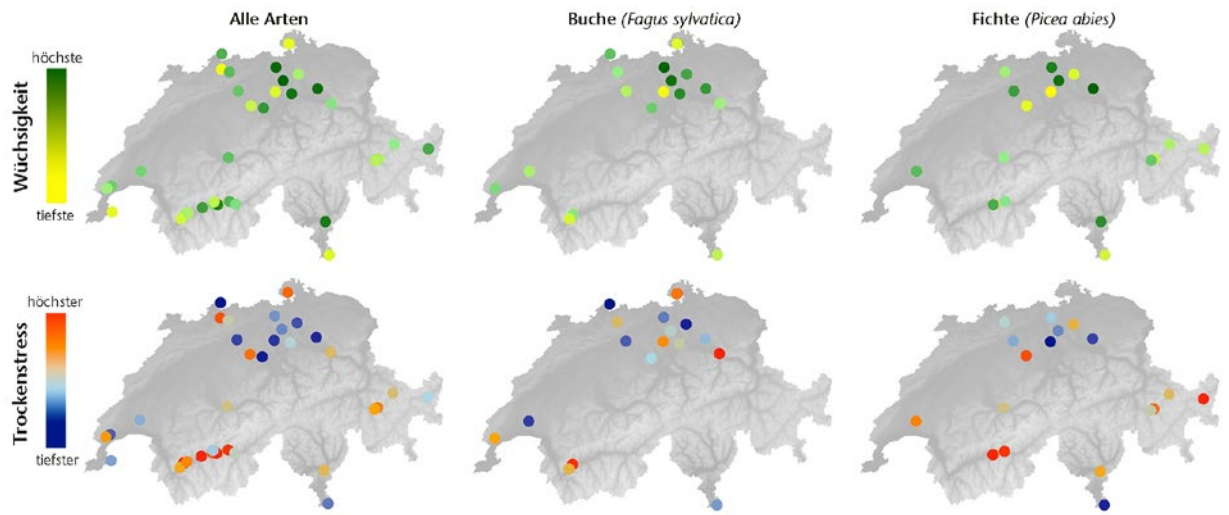 Alle Arten
Buche (Fagus sylvatica)
Fichte (Picea abies)
Wüchsigkeit
höchste
tiefste
Trockenstress
höchster
tiefster